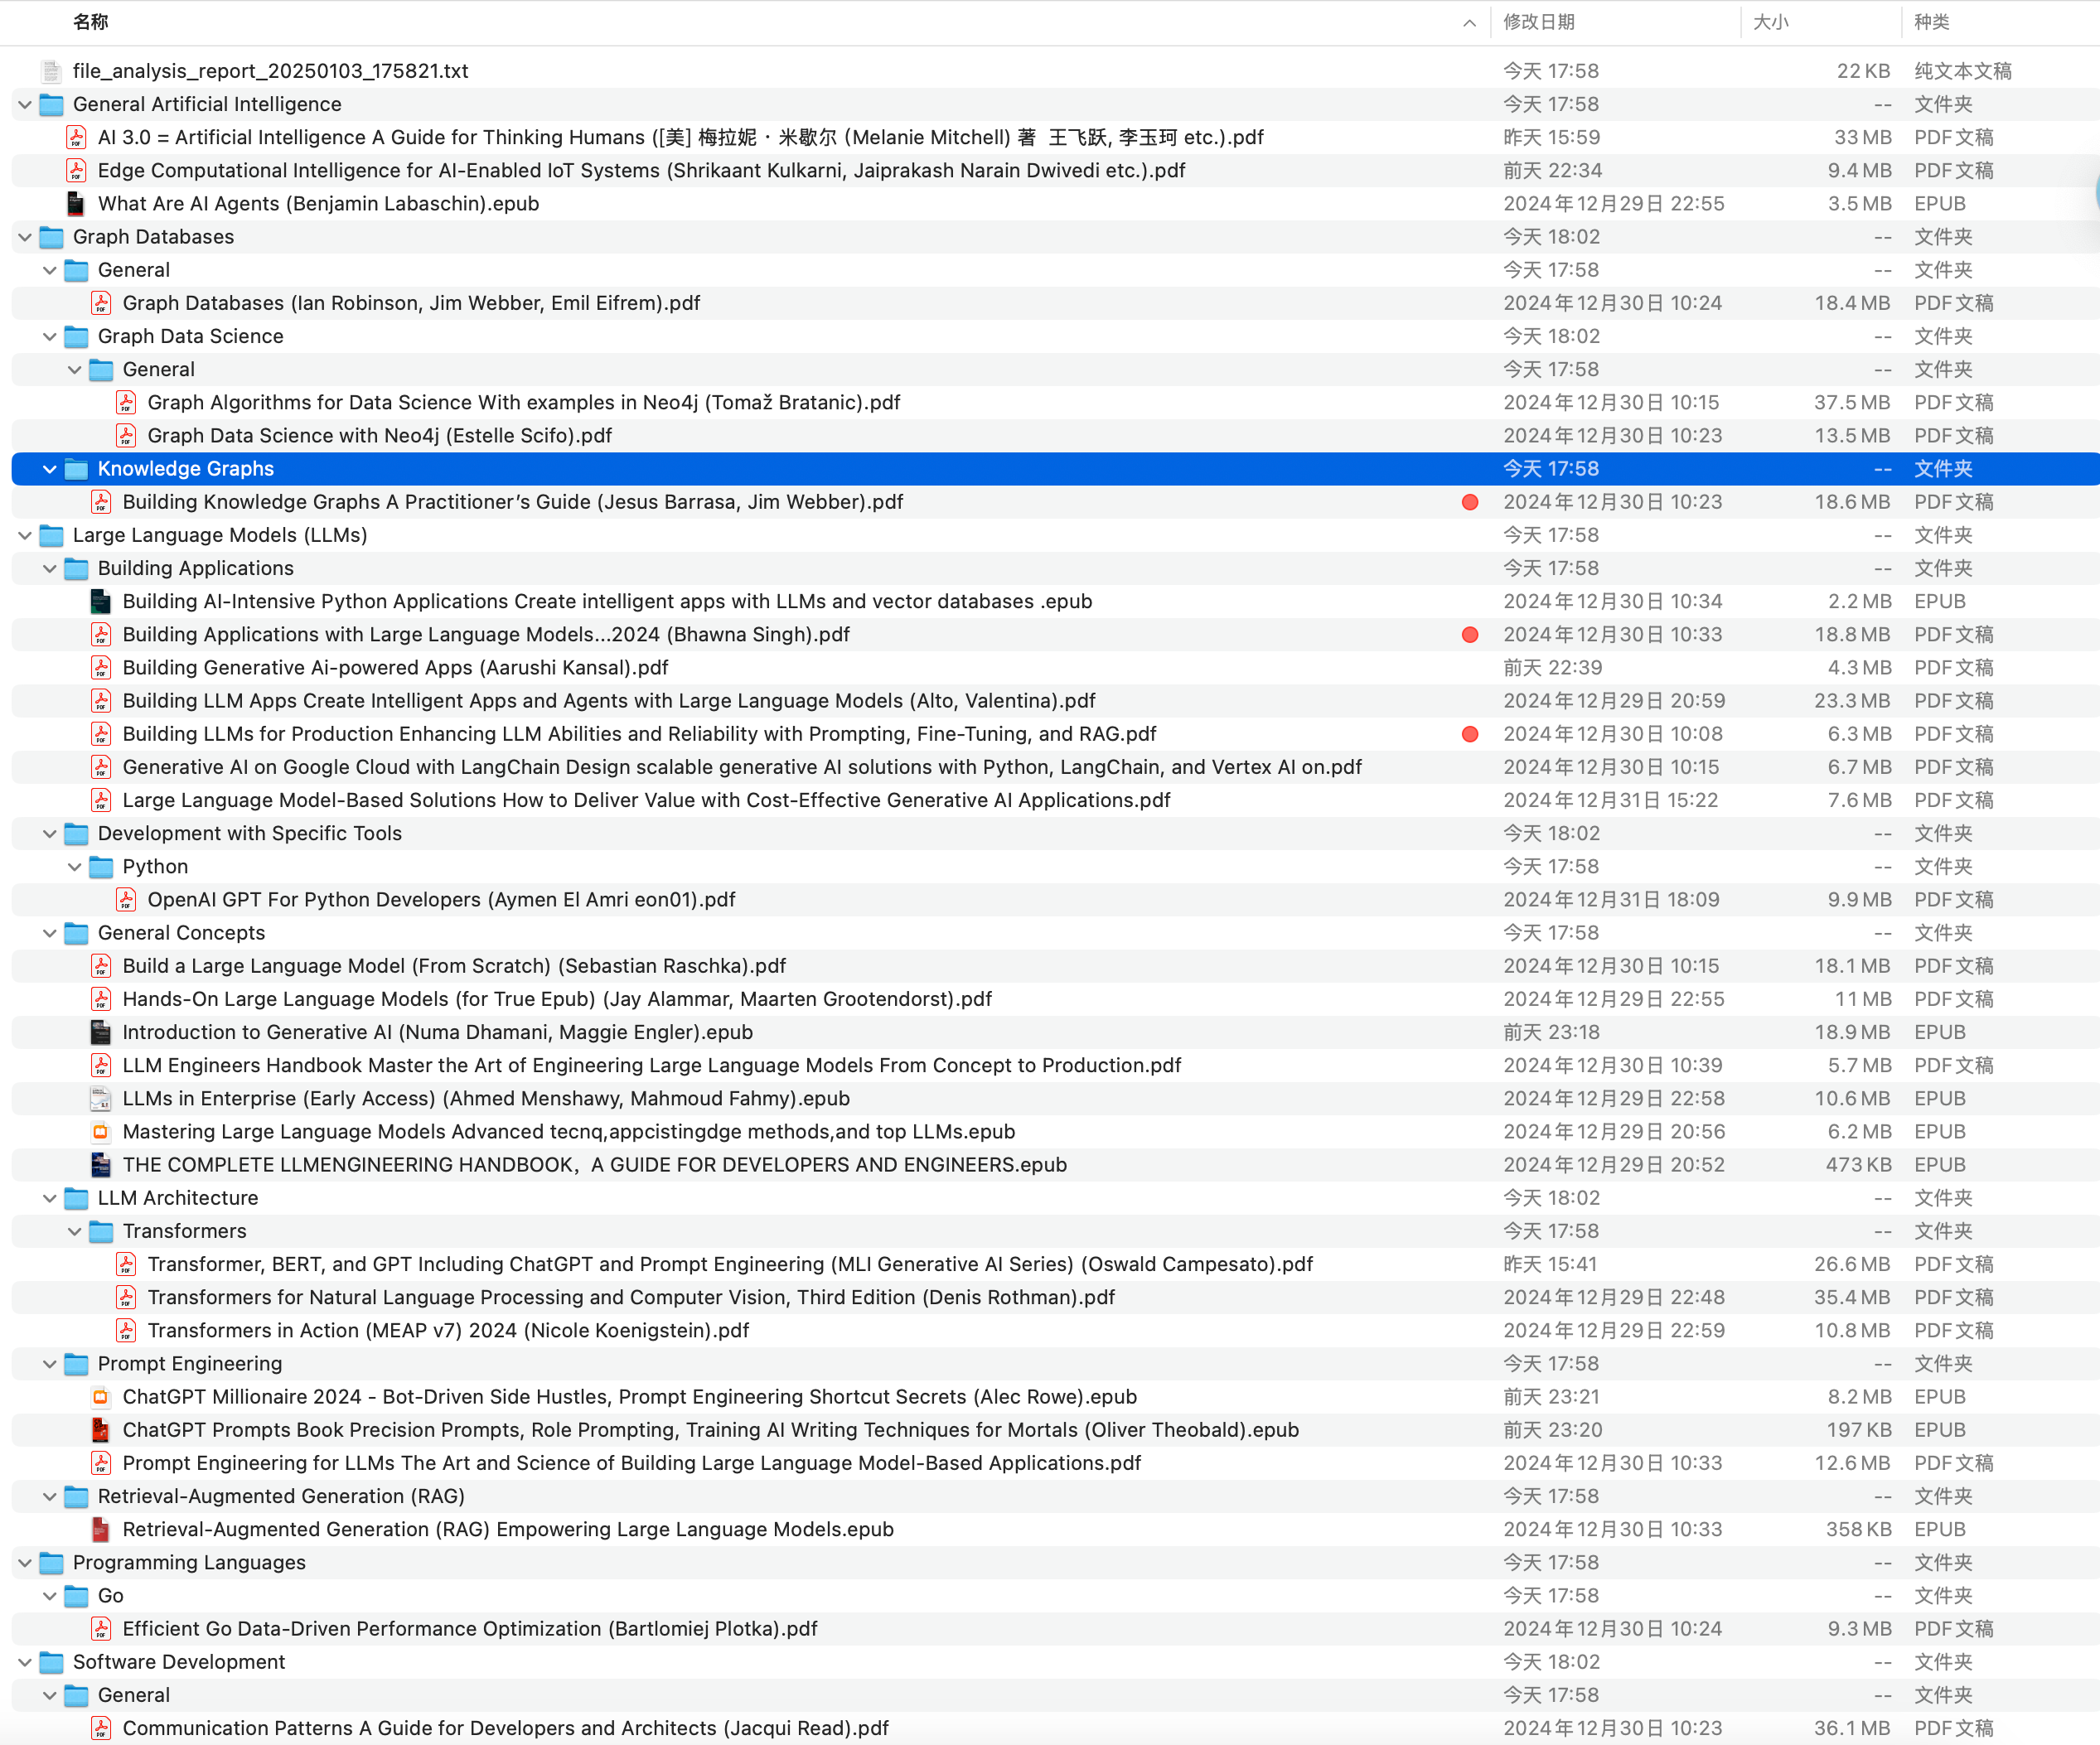 名称 修改日期 大小 种类
file_analysis_report_20250103_175821.txt 今天 17:58 22 KB 纯文本文稿
General Artificial Intelligence 今天 17:58 -- 文件夹
AI 3.0 = Artificial Intelligence A Guide for Thinking Humans ([美] 梅拉妮・米歇尔 (Melanie Mitchell) 著 王飞跃, 李玉珂 etc.).pdf 昨天 15:59 33 MB PDF文稿
Edge Computational Intelligence for AI-Enabled IoT Systems (Shrikaant Kulkarni, Jaiprakash Narain Dwivedi etc.).pdf 前天 22:34 9.4 MB PDF文稿
What Are AI Agents (Benjamin Labaschin).epub 2024年12月29日 22:55 3.5 MB EPUB
Graph Databases 今天 18:02 -- 文件夹
General 今天 17:58 -- 文件夹
Graph Databases (Ian Robinson, Jim Webber, Emil Eifrem).pdf 2024年12月30日 10:24 18.4 MB PDF文稿
Graph Data Science 今天 18:02 -- 文件夹
General 今天 17:58 -- 文件夹
Graph Algorithms for Data Science With examples in Neo4j (Tomaž Bratanic).pdf 2024年12月30日 10:15 37.5 MB PDF文稿
Graph Data Science with Neo4j (Estelle Scifo).pdf 2024年12月30日 10:23 13.5 MB PDF文稿
Knowledge Graphs 今天 17:58 -- 文件夹
Building Knowledge Graphs A Practitioner’s Guide (Jesus Barrasa, Jim Webber).pdf 2024年12月30日 10:23 18.6 MB PDF文稿
Large Language Models (LLMs) 今天 17:58 -- 文件夹
Building Applications 今天 17:58 -- 文件夹
Building AI-Intensive Python Applications Create intelligent apps with LLMs and vector databases .epub 2024年12月30日 10:34 2.2 MB EPUB
Building Applications with Large Language Models...2024 (Bhawna Singh).pdf 2024年12月30日 10:33 18.8 MB PDF文稿
Building Generative Ai-powered Apps (Aarushi Kansal).pdf 前天 22:39 4.3 MB PDF文稿
Building LLM Apps Create Intelligent Apps and Agents with Large Language Models (Alto, Valentina).pdf 2024年12月29日 20:59 23.3 MB PDF文稿
Building LLMs for Production Enhancing LLM Abilities and Reliability with Prompting, Fine-Tuning, and RAG.pdf 2024年12月30日 10:08 6.3 MB PDF文稿
Generative AI on Google Cloud with LangChain Design scalable generative AI solutions with Python, LangChain, and Vertex AI on.pdf 2024年12月30日 10:15 6.7 MB PDF文稿
Large Language Model-Based Solutions How to Deliver Value with Cost-Effective Generative AI Applications.pdf 2024年12月31日 15:22 7.6 MB PDF文稿
Development with Specific Tools 今天 18:02 -- 文件夹
Python 今天 17:58 -- 文件夹
OpenAI GPT For Python Developers (Aymen El Amri eon01).pdf 2024年12月31日 18:09 9.9 MB PDF文稿
General Concepts 今天 17:58 -- 文件夹
Build a Large Language Model (From Scratch) (Sebastian Raschka).pdf 2024年12月30日 10:15 18.1 MB PDF文稿
Hands-On Large Language Models (for True Epub) (Jay Alammar, Maarten Grootendorst).pdf 2024年12月29日 22:55 11 MB PDF文稿
Introduction to Generative AI (Numa Dhamani, Maggie Engler).epub 前天 23:18 18.9 MB EPUB
LLM Engineers Handbook Master the Art of Engineering Large Language Models From Concept to Production.pdf 2024年12月30日 10:39 5.7 MB PDF文稿
LLMs in Enterprise (Early Access) (Ahmed Menshawy, Mahmoud Fahmy).epub 2024年12月29日 22:58 10.6 MB EPUB
Mastering Large Language Models Advanced tecnq,appcistingdge methods,and top LLMs.epub 2024年12月29日 20:56 6.2 MB EPUB
THE COMPLETE LLMENGINEERING HANDBOOK，A GUIDE FOR DEVELOPERS AND ENGINEERS.epub 2024年12月29日 20:52 473 KB EPUB
LLM Architecture 今天 18:02 -- 文件夹
Transformers 今天 17:58 -- 文件夹
Transformer, BERT, and GPT Including ChatGPT and Prompt Engineering (MLI Generative AI Series) (Oswald Campesato).pdf 昨天 15:41 26.6 MB PDF文稿
Transformers for Natural Language Processing and Computer Vision, Third Edition (Denis Rothman).pdf 2024年12月29日 22:48 35.4 MB PDF文稿
Transformers in Action (MEAP v7) 2024 (Nicole Koenigstein).pdf 2024年12月29日 22:59 10.8 MB PDF文稿
Prompt Engineering 今天 17:58 -- 文件夹
ChatGPT Millionaire 2024 - Bot-Driven Side Hustles, Prompt Engineering Shortcut Secrets (Alec Rowe).epub 前天 23:21 8.2 MB EPUB
ChatGPT Prompts Book Precision Prompts, Role Prompting, Training AI Writing Techniques for Mortals (Oliver Theobald).epub 前天 23:20 197 KB EPUB
Prompt Engineering for LLMs The Art and Science of Building Large Language Model-Based Applications.pdf 2024年12月30日 10:33 12.6 MB PDF文稿
Retrieval-Augmented Generation (RAG) 今天 17:58 -- 文件夹
Retrieval-Augmented Generation (RAG) Empowering Large Language Models.epub 2024年12月30日 10:33 358 KB EPUB
Programming Languages 今天 17:58 -- 文件夹
Go 今天 17:58 -- 文件夹
Efficient Go Data-Driven Performance Optimization (Bartlomiej Plotka).pdf 2024年12月30日 10:24 9.3 MB PDF文稿
Software Development 今天 18:02 -- 文件夹
General 今天 17:58 -- 文件夹
Communication Patterns A Guide for Developers and Architects (Jacqui Read).pdf 2024年12月30日 10:23 36.1 MB PDF文稿